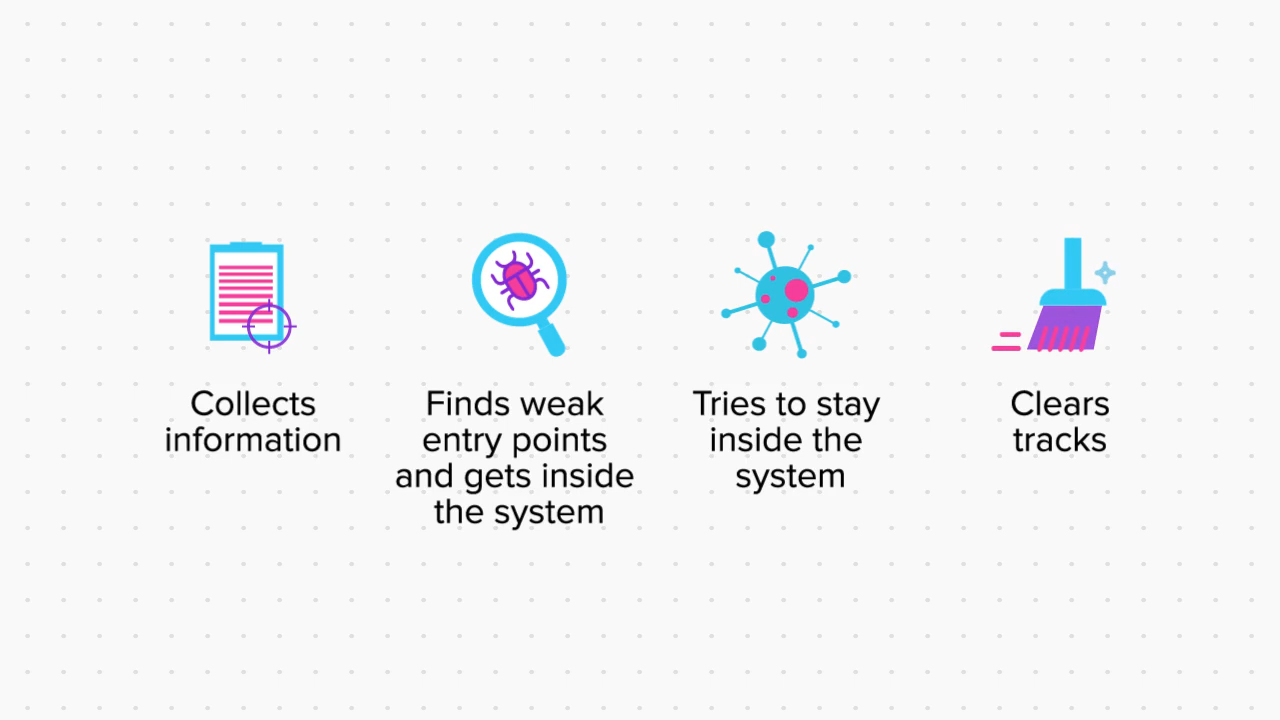 Collects
information
Finds weak
entry points
and gets inside
the system
Tries to stay
inside the
system
Clears
tracks